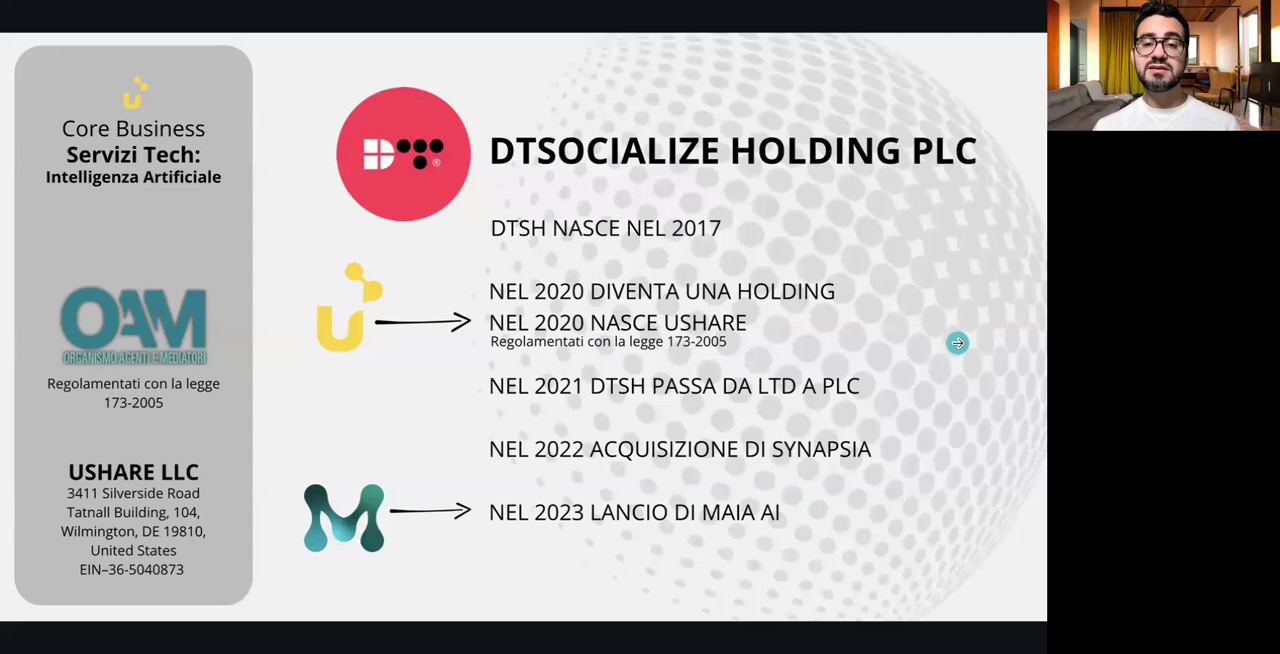 Core Business
Servizi Tech:
Intelligenza Artificiale
OAM
ORGANISMO AGENTI E MEDIATORI
Regolamentati con la legge
173-2005
USHARE LLC
3411 Silverside Road
Tatnall Building, 104,
Wilmington, DE 19810,
United States
EIN–36-5040873
DTSOCIALIZE HOLDING PLC
DTSH NASCE NEL 2017
NEL 2020 DIVENTA UNA HOLDING
NEL 2020 NASCE USHARE
Regolamentati con la legge 173-2005
NEL 2021 DTSH PASSA DA LTD A PLC
NEL 2022 ACQUISIZIONE DI SYNAPSIA
NEL 2023 LANCIO DI MAIA AI